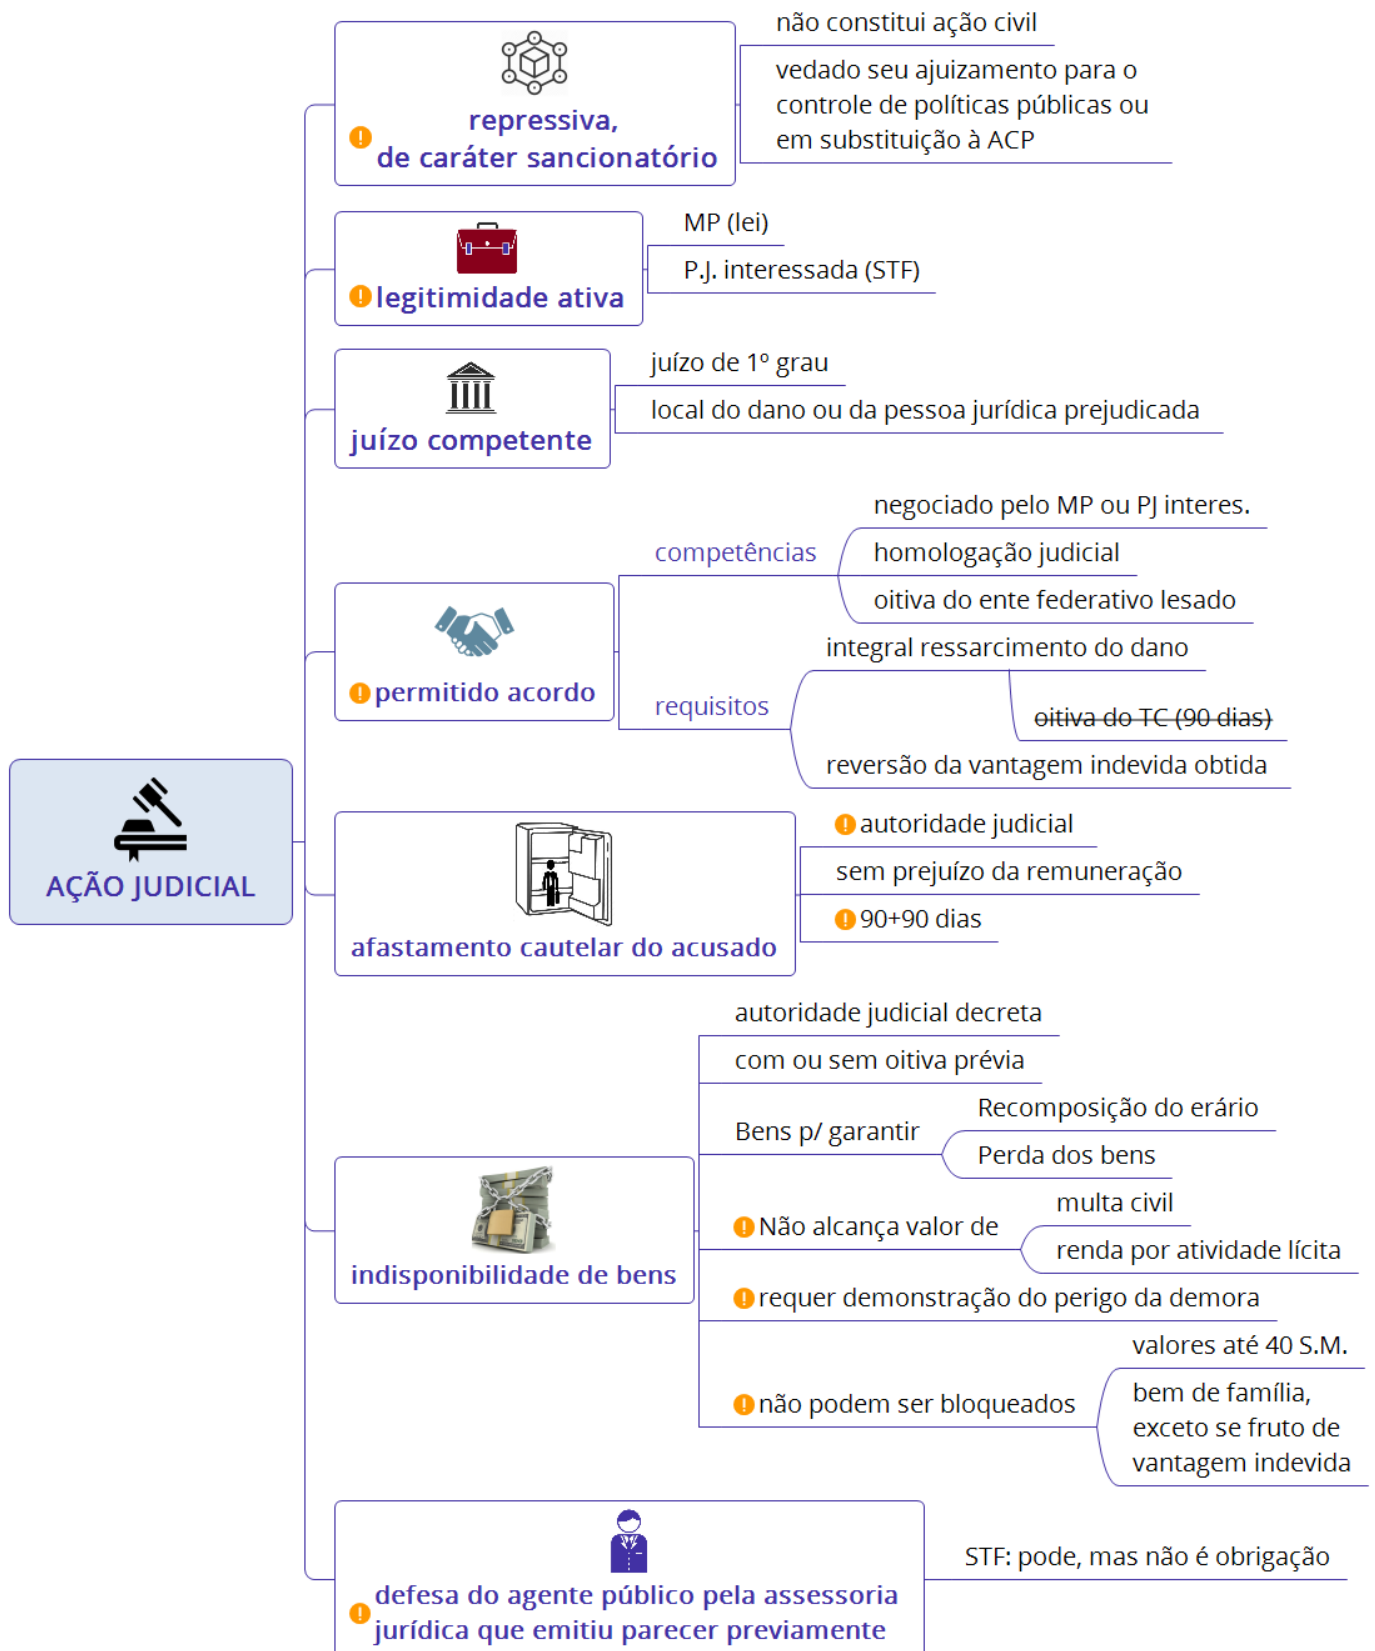 não constitui ação civil
vedado seu ajuizamento para o
controle de políticas públicas ou
em substituição à ACP
repressiva,
de caráter sancionatório
MP (lei)
P.J. interessada (STF)
legitimidade ativa
juízo de 1º grau
local do dano ou da pessoa jurídica prejudicada
juízo competente
negociado pelo MP ou PJ interes.
competências
homologação judicial
oitiva do ente federativo lesado
permitido acordo
integral ressarcimento do dano
requisitos
oitiva do TC (90 dias)
reversão da vantagem indevida obtida
AÇÃO JUDICIAL
autoridade judicial
sem prejuízo da remuneração
90+90 dias
afastamento cautelar do acusado
autoridade judicial decreta
com ou sem oitiva prévia
Bens p/ garantir
Recomposição do erário
Perda dos bens
Não alcança valor de
multa civil
renda por atividade lícita
indisponibilidade de bens
requer demonstração do perigo da demora
não podem ser bloqueados
valores até 40 S.M.
bem de família,
exceto se fruto de
vantagem indevida
STF: pode, mas não é obrigação
defesa do agente público pela assessoria
jurídica que emitiu parecer previamente